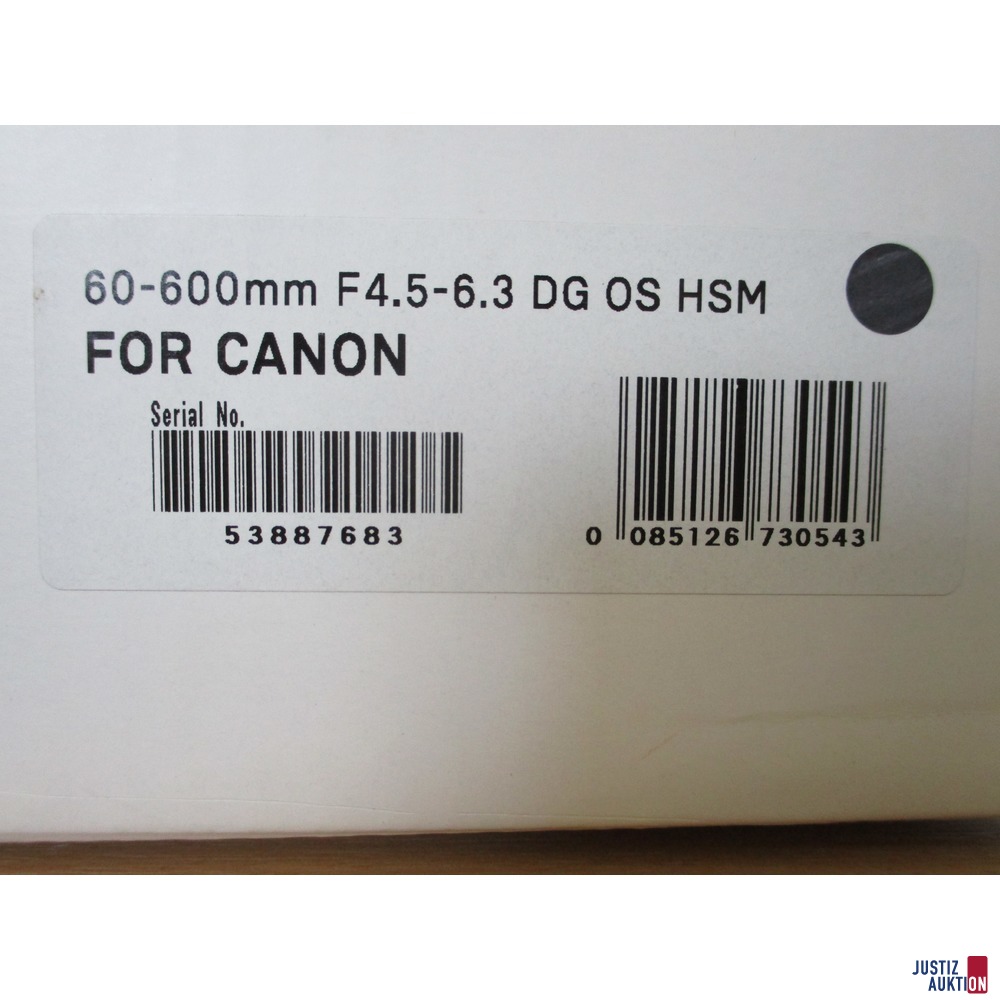 60-600mm F4.5-6.3 DG OS HSM
FOR CANON
Serial No.
53887683
0 085126 730543
JUSTIZ
AUKTION